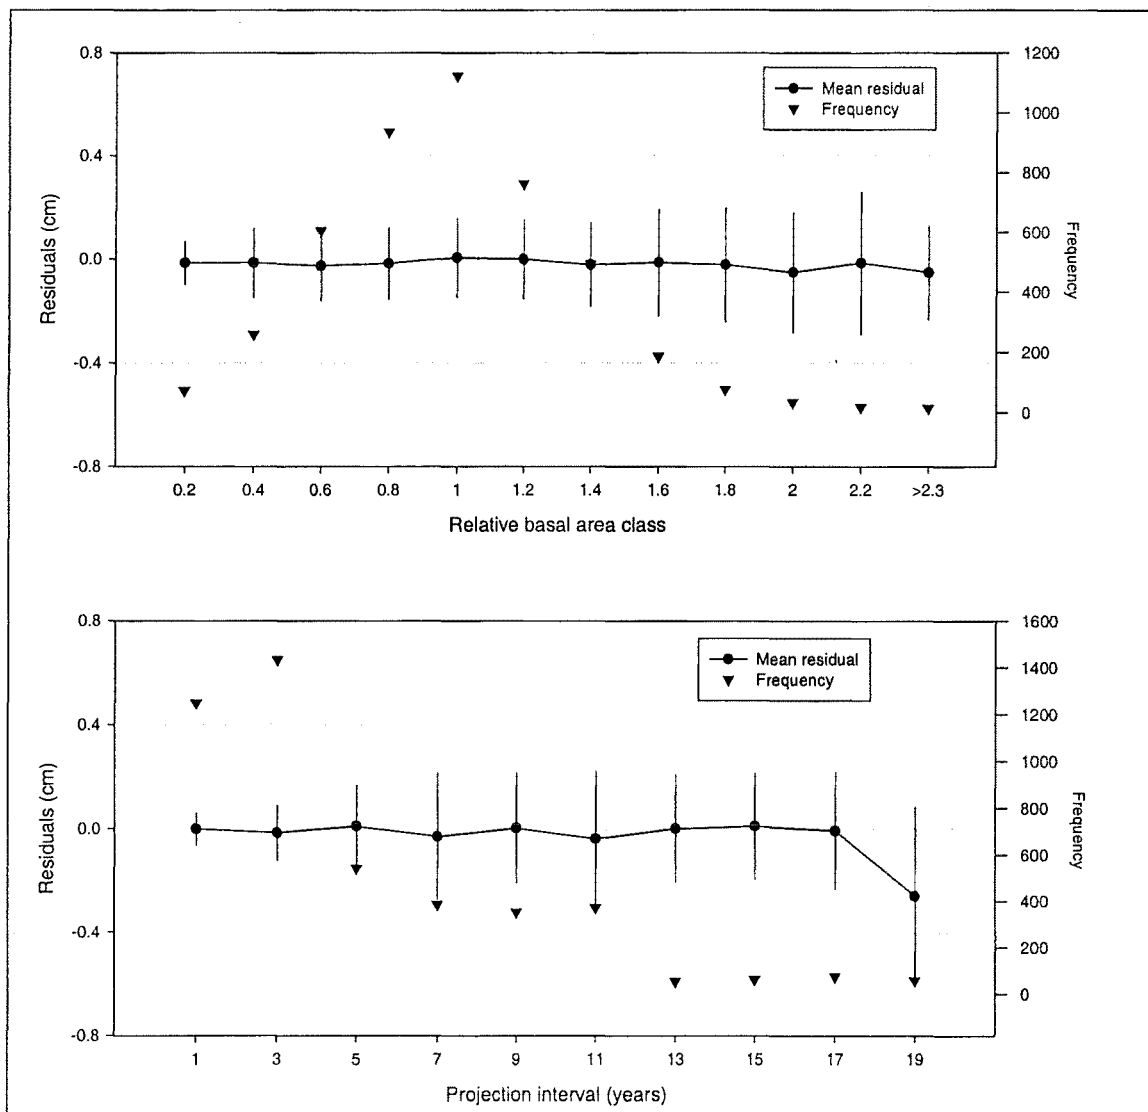 0.8
0.4
0.0
-0.4
-0.8
Residuals (cm)
Mean residual
Frequency
1200
1000
800
600
400
200
0
Frequency
0.2 0.4 0.6 0.8 1 1.2 1.4 1.6 1.8 2 2.2 >2.3
Relative basal area class
0.8
0.4
0.0
-0.4
-0.8
Residuals (cm)
Mean residual
Frequency
1600
1400
1200
1000
800
600
400
200
0
Frequency
1 3 5 7 9 11 13 15 17 19
Projection interval (years)